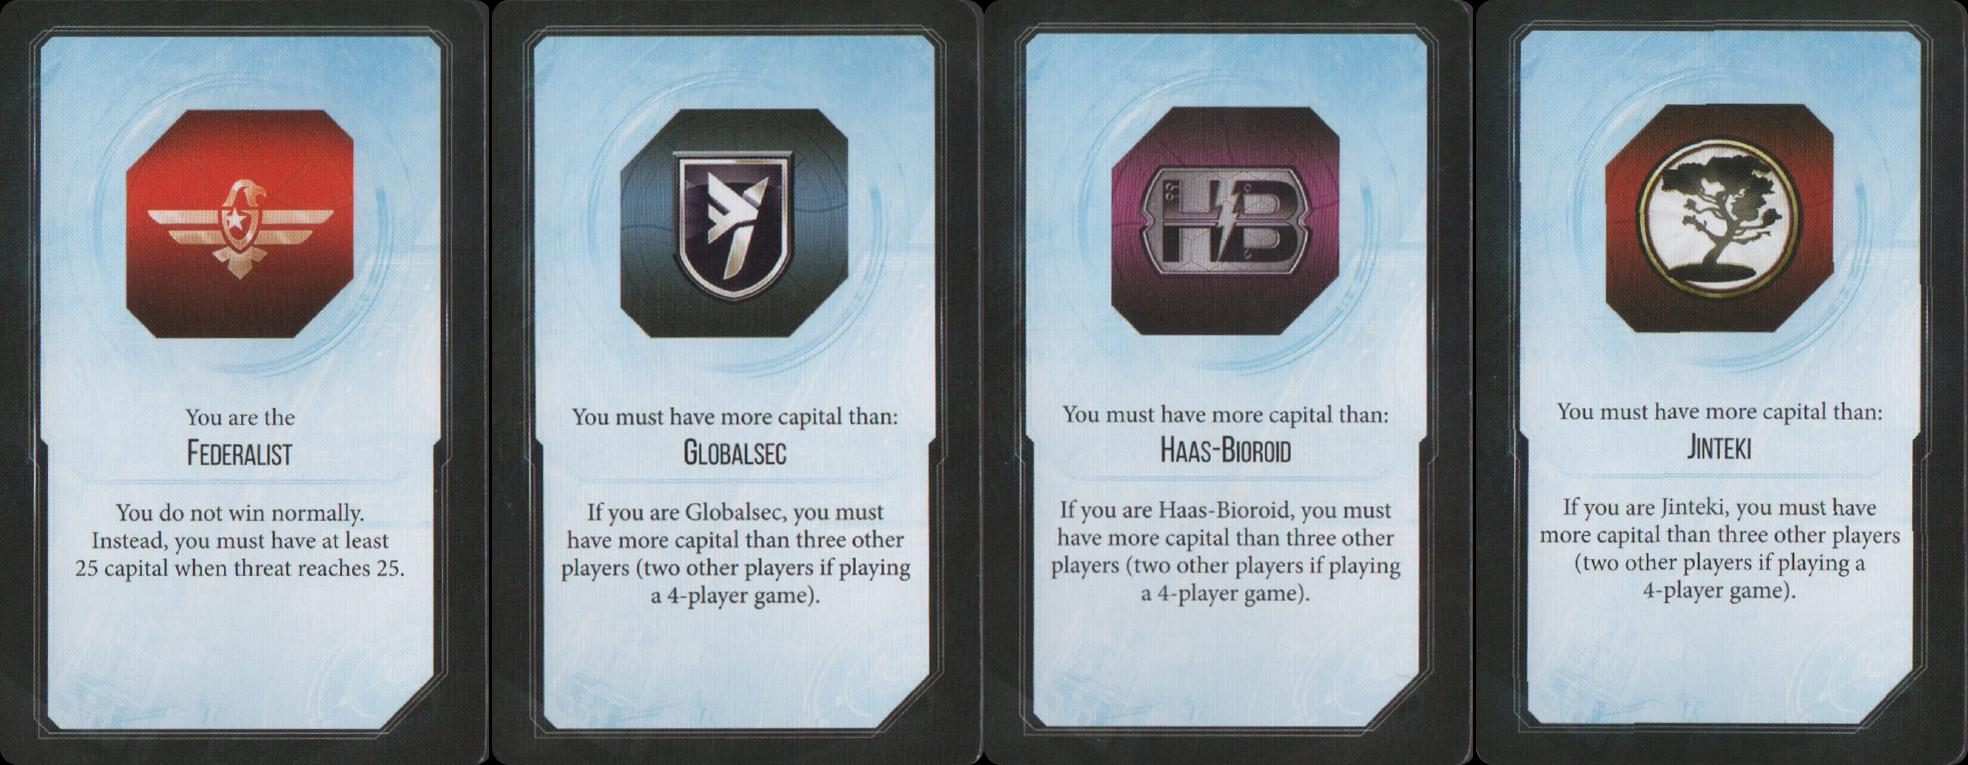 You are the
FEDERALIST
You do not win normally.
Instead, you must have at least
25 capital when threat reaches 25.
You must have more capital than:
GLOBALSEC
If you are Globalsec, you must
have more capital than three other
players (two other players if playing
a 4-player game).
HB
You must have more capital than:
HAAS-BIOROID
If you are Haas-Bioroid, you must
have more capital than three other
players (two other players if playing
a 4-player game).
You must have more capital than:
JINTEKI
If you are Jinteki, you must have
more capital than three other players
(two other players if playing a
4-player game).